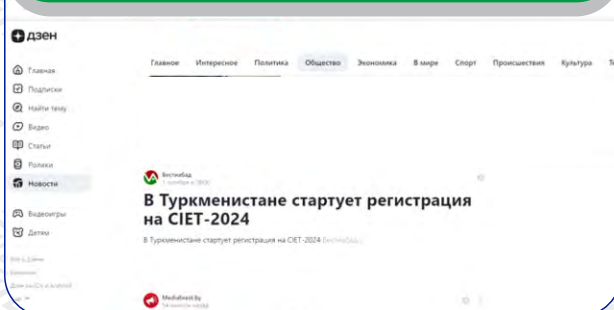 дзен
Главное Интересное Политика Общество Экономика В мире Спорт Происшествия Культура
Главная
Подписки
Найти тему
Видео
Статьи
Ролики
Новости
Видеоигры
Детям
Вестиабад
В Туркменистане стартует регистрация
на CIET-2024
В Туркменистане стартует регистрация на CIET-2024 Вестиабад...
Mediabrest.by